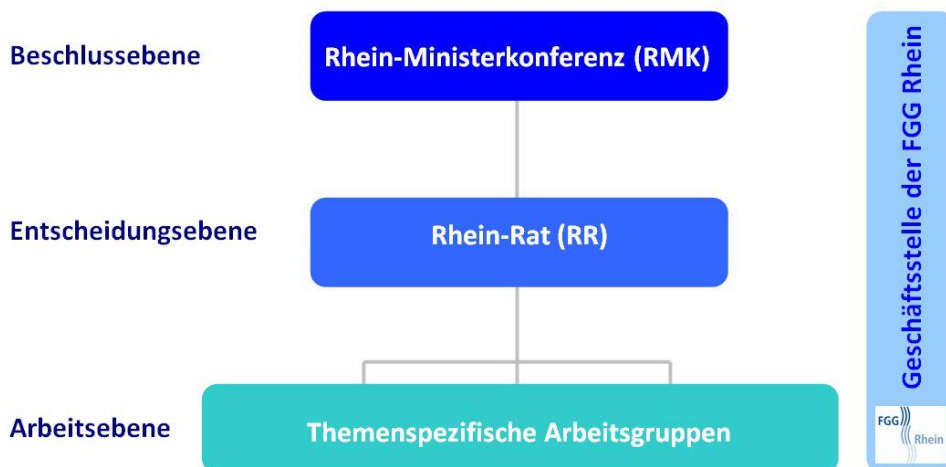 Beschlussebene
Rhein-Ministerkonferenz (RMK)
Entscheidungsebene
Rhein-Rat (RR)
Arbeitsebene
Themenspezifische Arbeitsgruppen
Geschäftsstelle der FGG Rhein
FGG
Rhein